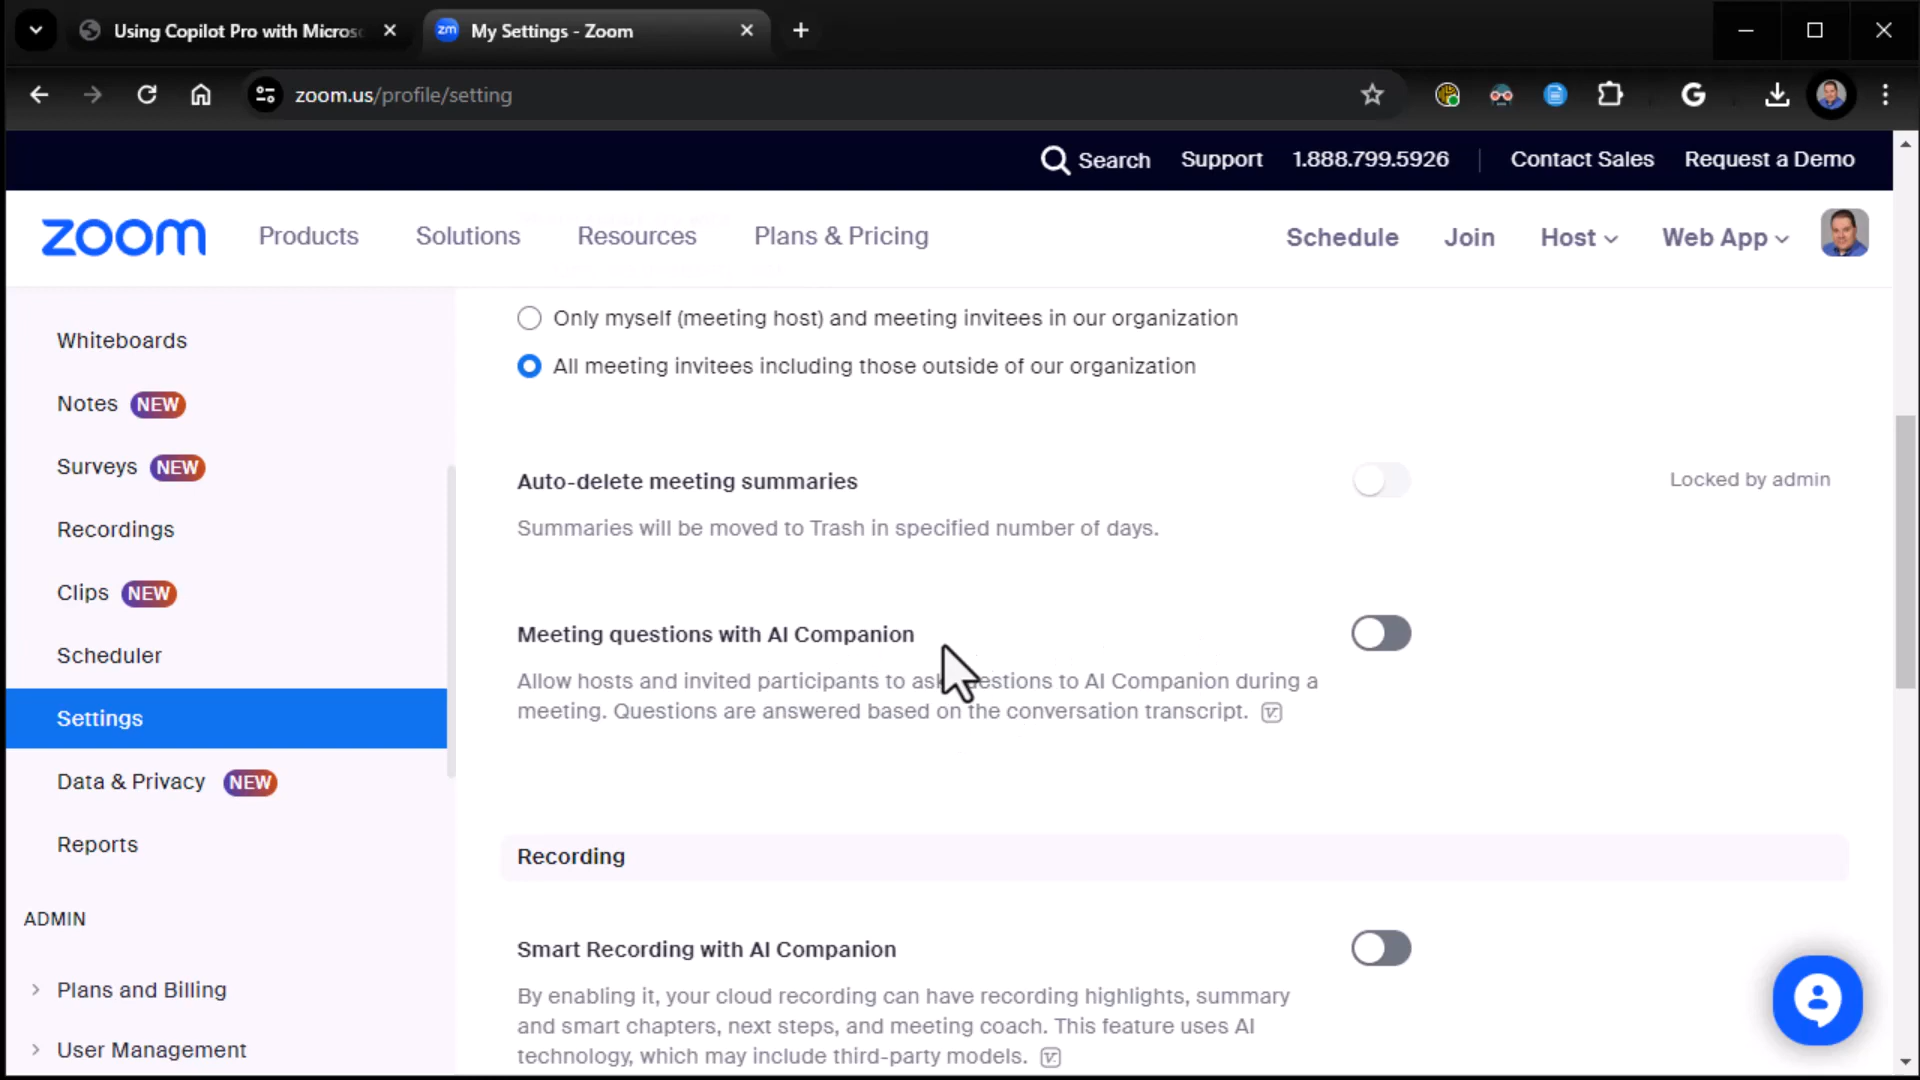 Using Copilot Pro with Micros
zm My Settings - Zoom
zoom.us/profile/setting
Search Support 1.888.799.5926 Contact Sales Request a Demo
zoom Products Solutions Resources Plans & Pricing Schedule Join Host Web App
Whiteboards
Notes NEW
Surveys NEW
Recordings
Clips NEW
Scheduler
Settings
Data & Privacy NEW
Reports
ADMIN
Plans and Billing
User Management
Only myself (meeting host) and meeting invitees in our organization
All meeting invitees including those outside of our organization
Auto-delete meeting summaries Locked by admin
Summaries will be moved to Trash in specified number of days.
Meeting questions with AI Companion
Allow hosts and invited participants to ask questions to AI Companion during a
meeting. Questions are answered based on the conversation transcript.
Recording
Smart Recording with AI Companion
By enabling it, your cloud recording can have recording highlights, summary
and smart chapters, next steps, and meeting coach. This feature uses AI
technology, which may include third-party models.